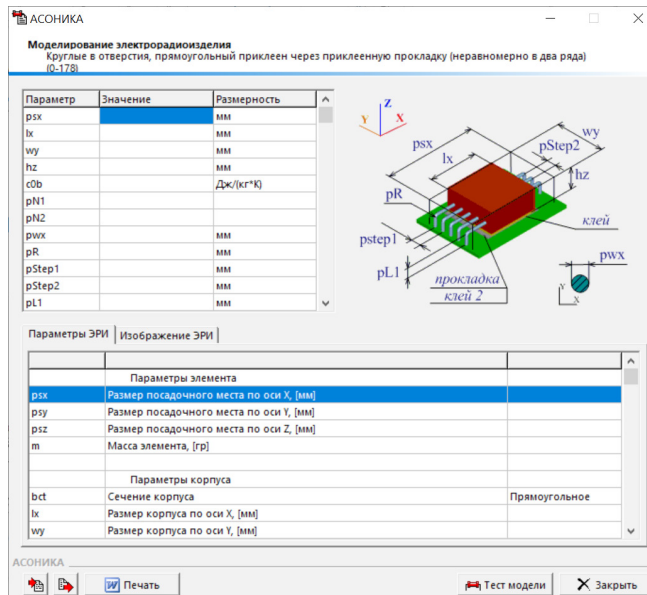 АСОНИКА
Моделирование электрорадиоизделия
Круглые в отверстия, прямоугольный приклеен через приклеенную прокладку (неравномерно в два ряда)
(0-178)
Параметр Значение Размерность
psx мм
lx мм
wy мм
hz мм
c0b Дж/(кг*К)
pN1
pN2
pwx мм
pR мм
pStep1 мм
pStep2 мм
pL1 мм
Z
Y X
psx
lx
wy
pStep2
hz
pR
клей
pstep1
pL1
прокладка
клей 2
pwx
Y
X
Параметры ЭРИ Изображение ЭРИ
Параметры элемента
psx Размер посадочного места по оси X, [мм]
psy Размер посадочного места по оси Y, [мм]
psz Размер посадочного места по оси Z, [мм]
m Масса элемента, [гр]
Параметры корпуса
bct Сечение корпуса Прямоугольное
lx Размер корпуса по оси X, [мм]
wy Размер корпуса по оси Y, [мм]
АСОНИКА
Печать Тест модели Закрыть